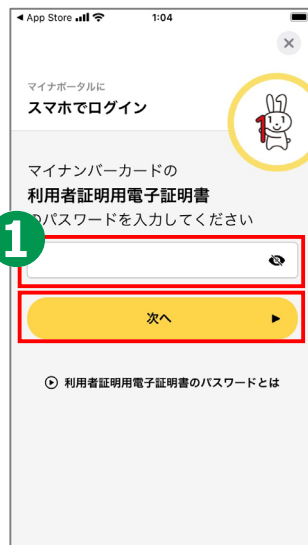 App Store 1:04
マイナポータルに
スマホでログイン
マイナンバーカードの
利用者証明用電子証明書
のパスワードを入力してください
1
次へ
利用者証明用電子証明書のパスワードとは